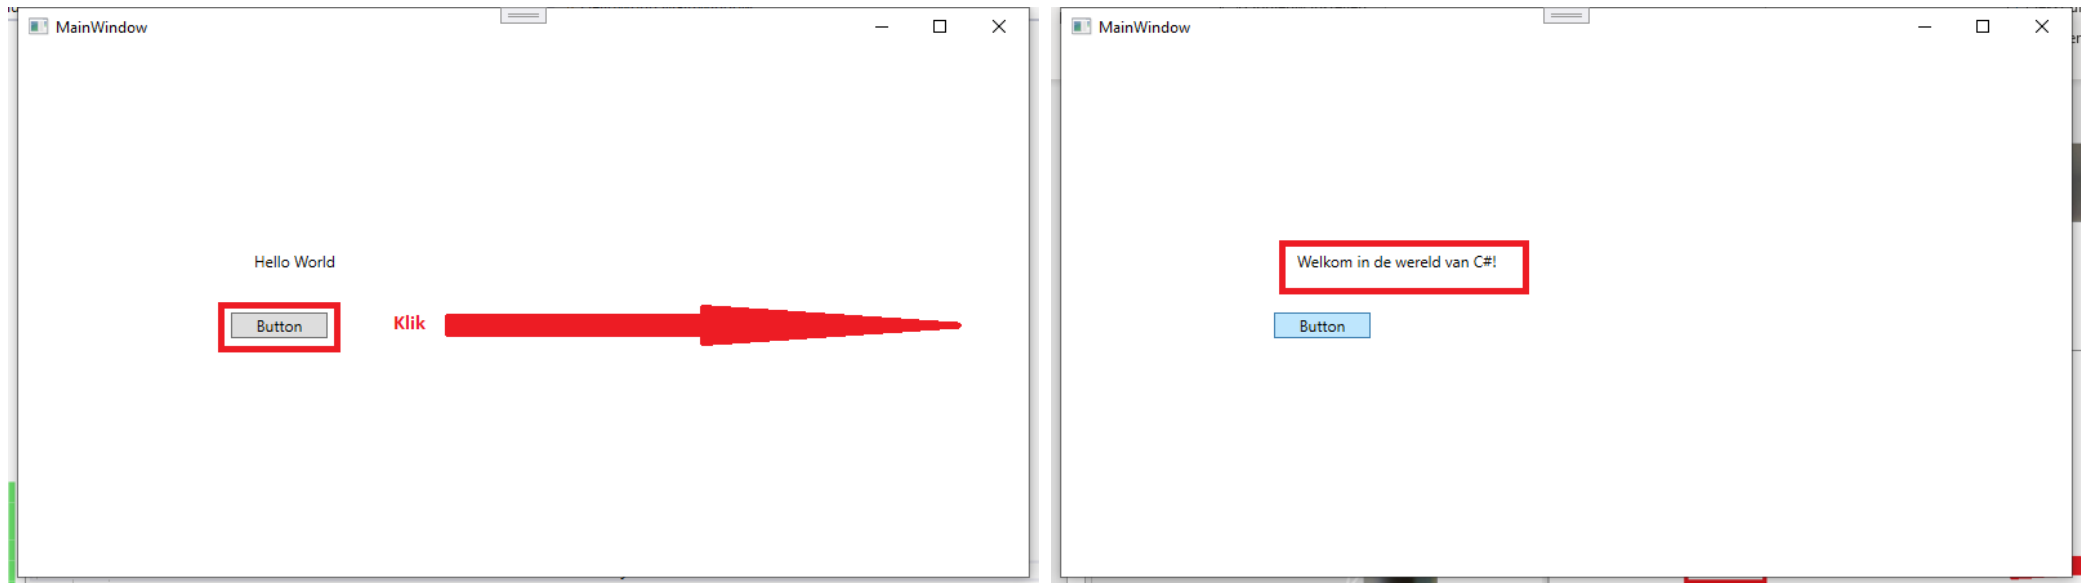 MainWindow
Hello World
Button
Klik
MainWindow
Welkom in de wereld van C#!
Button